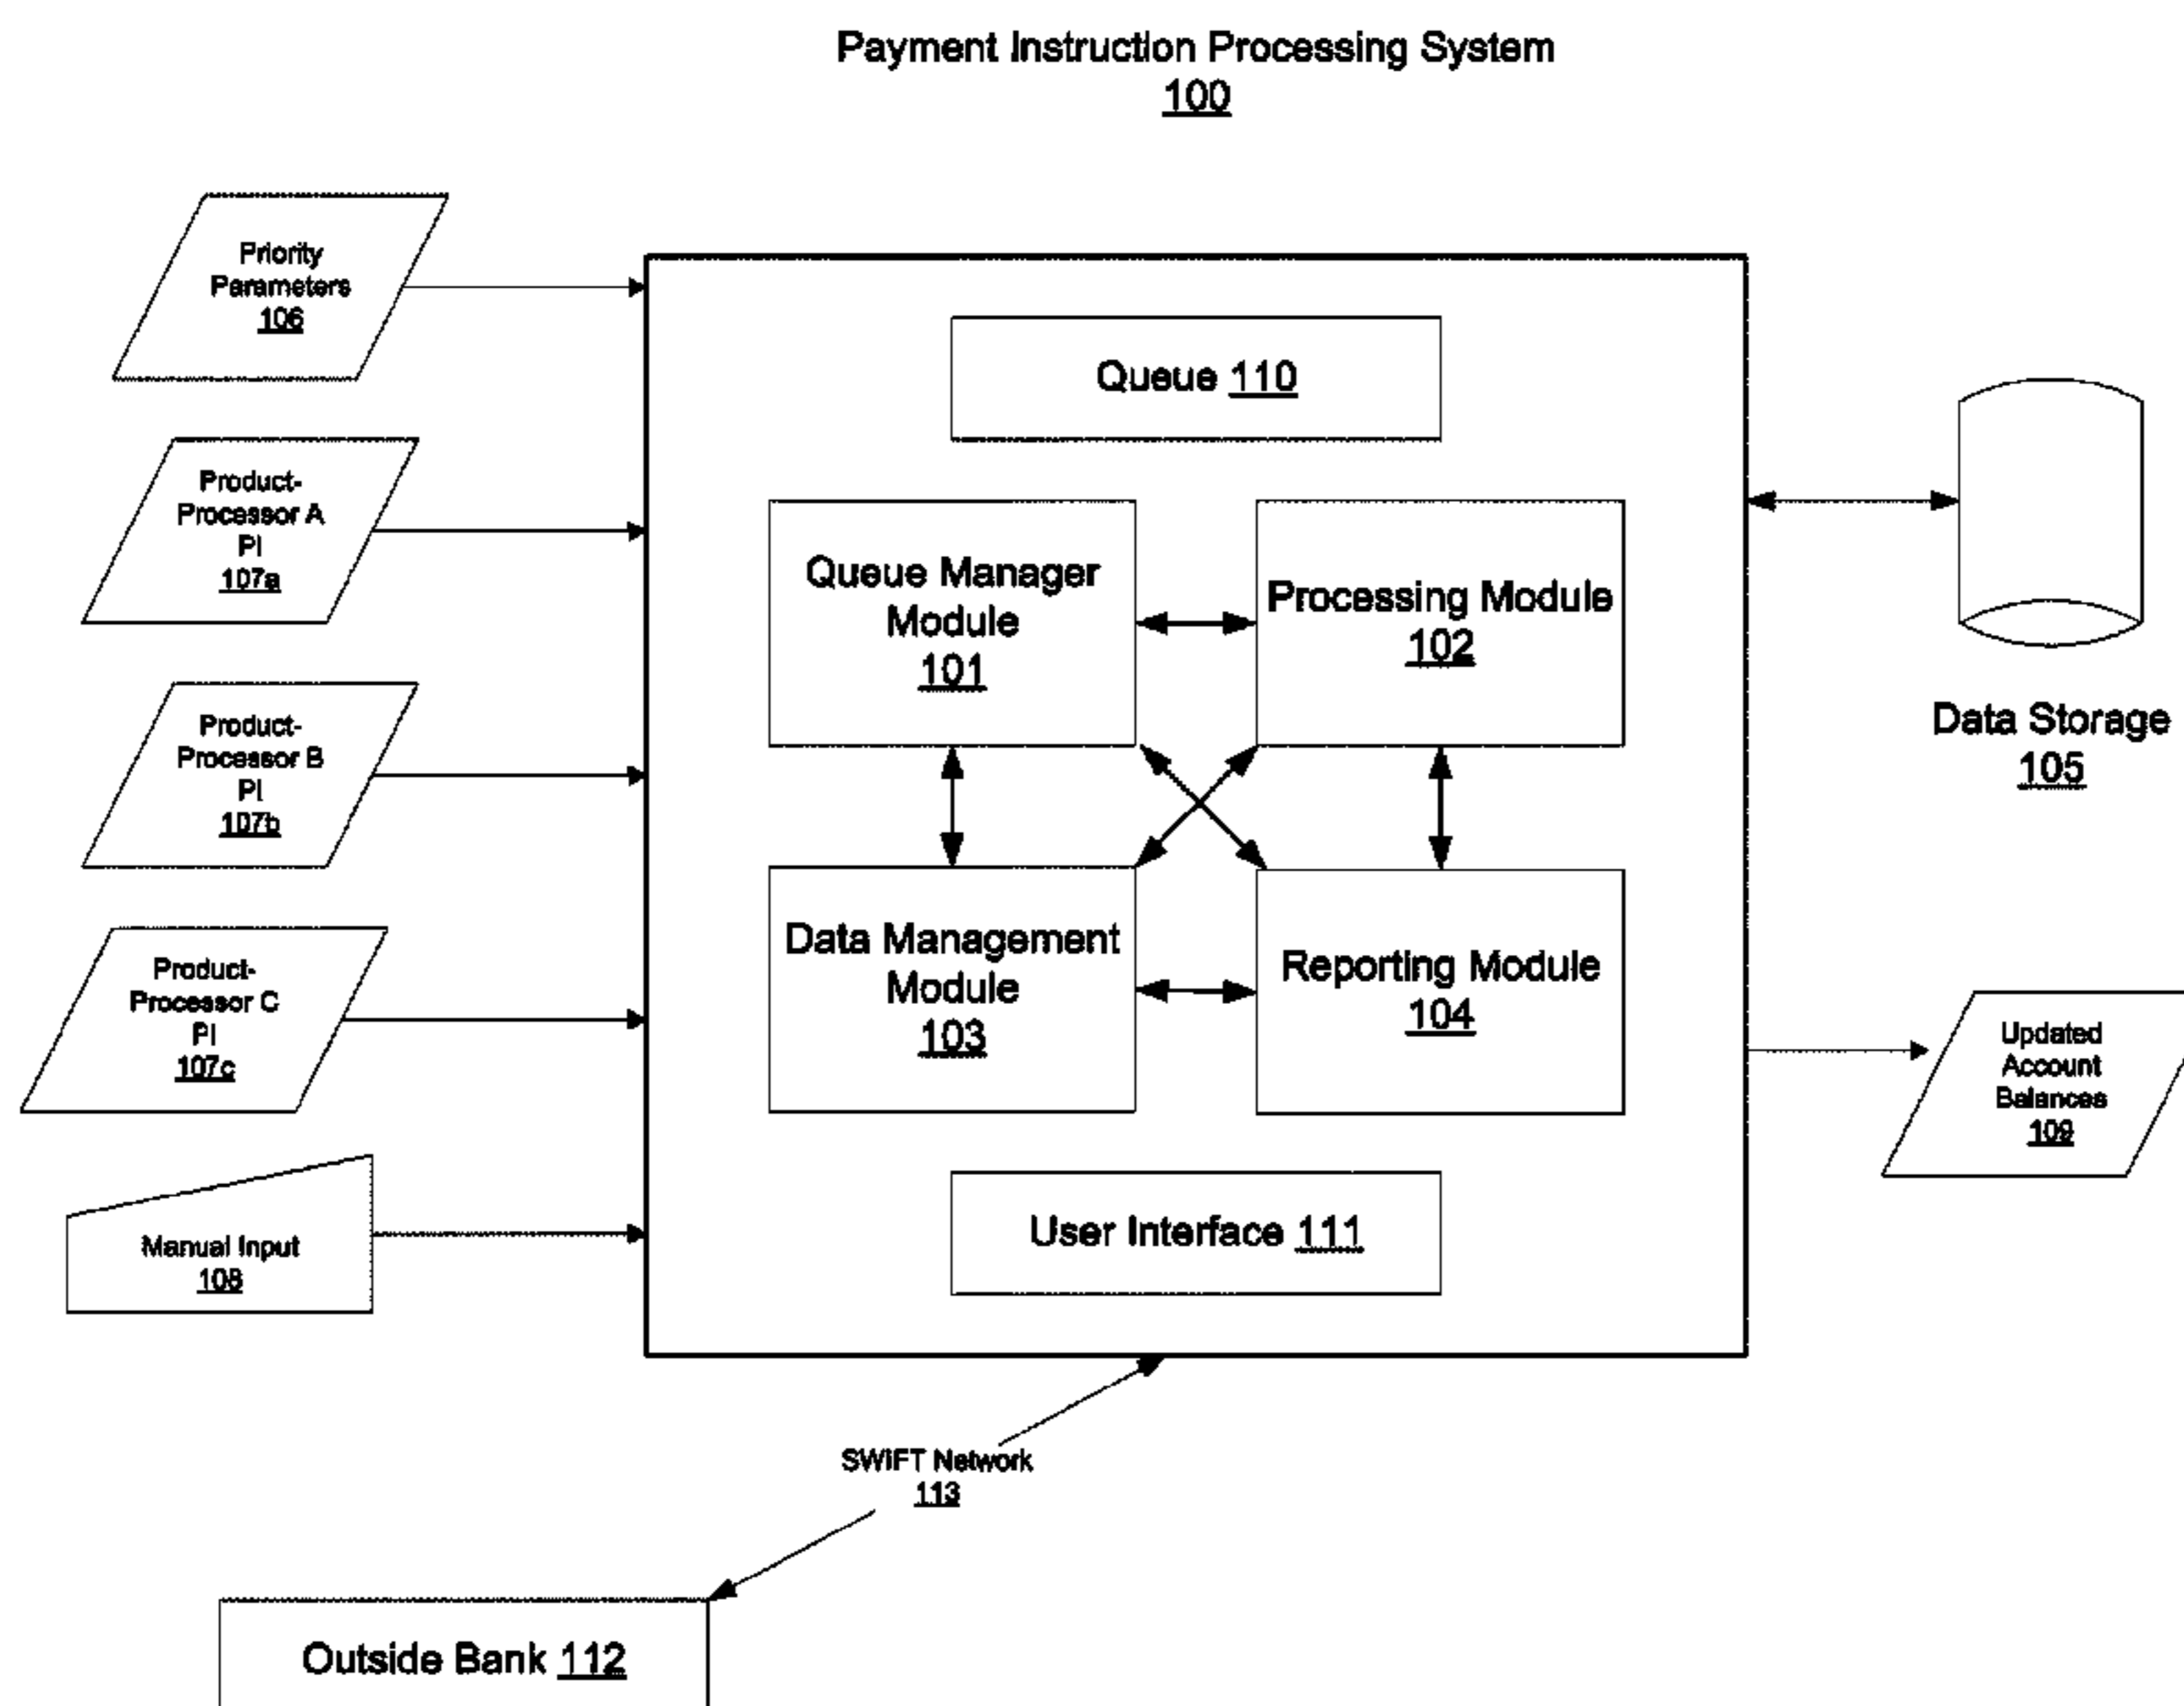 Payment Instruction Processing System
100
Priority
Parameters
106
Product-
Processor A
PI
107a
Product-
Processor B
PI
107b
Product-
Processor C
PI
107c
Manual Input
108
Queue 110
Queue Manager
Module
101
Processing Module
102
Data Management
Module
103
Reporting Module
104
User Interface 111
Data Storage
105
Updated
Account
Balances
109
SWIFT Network
113
Outside Bank 112